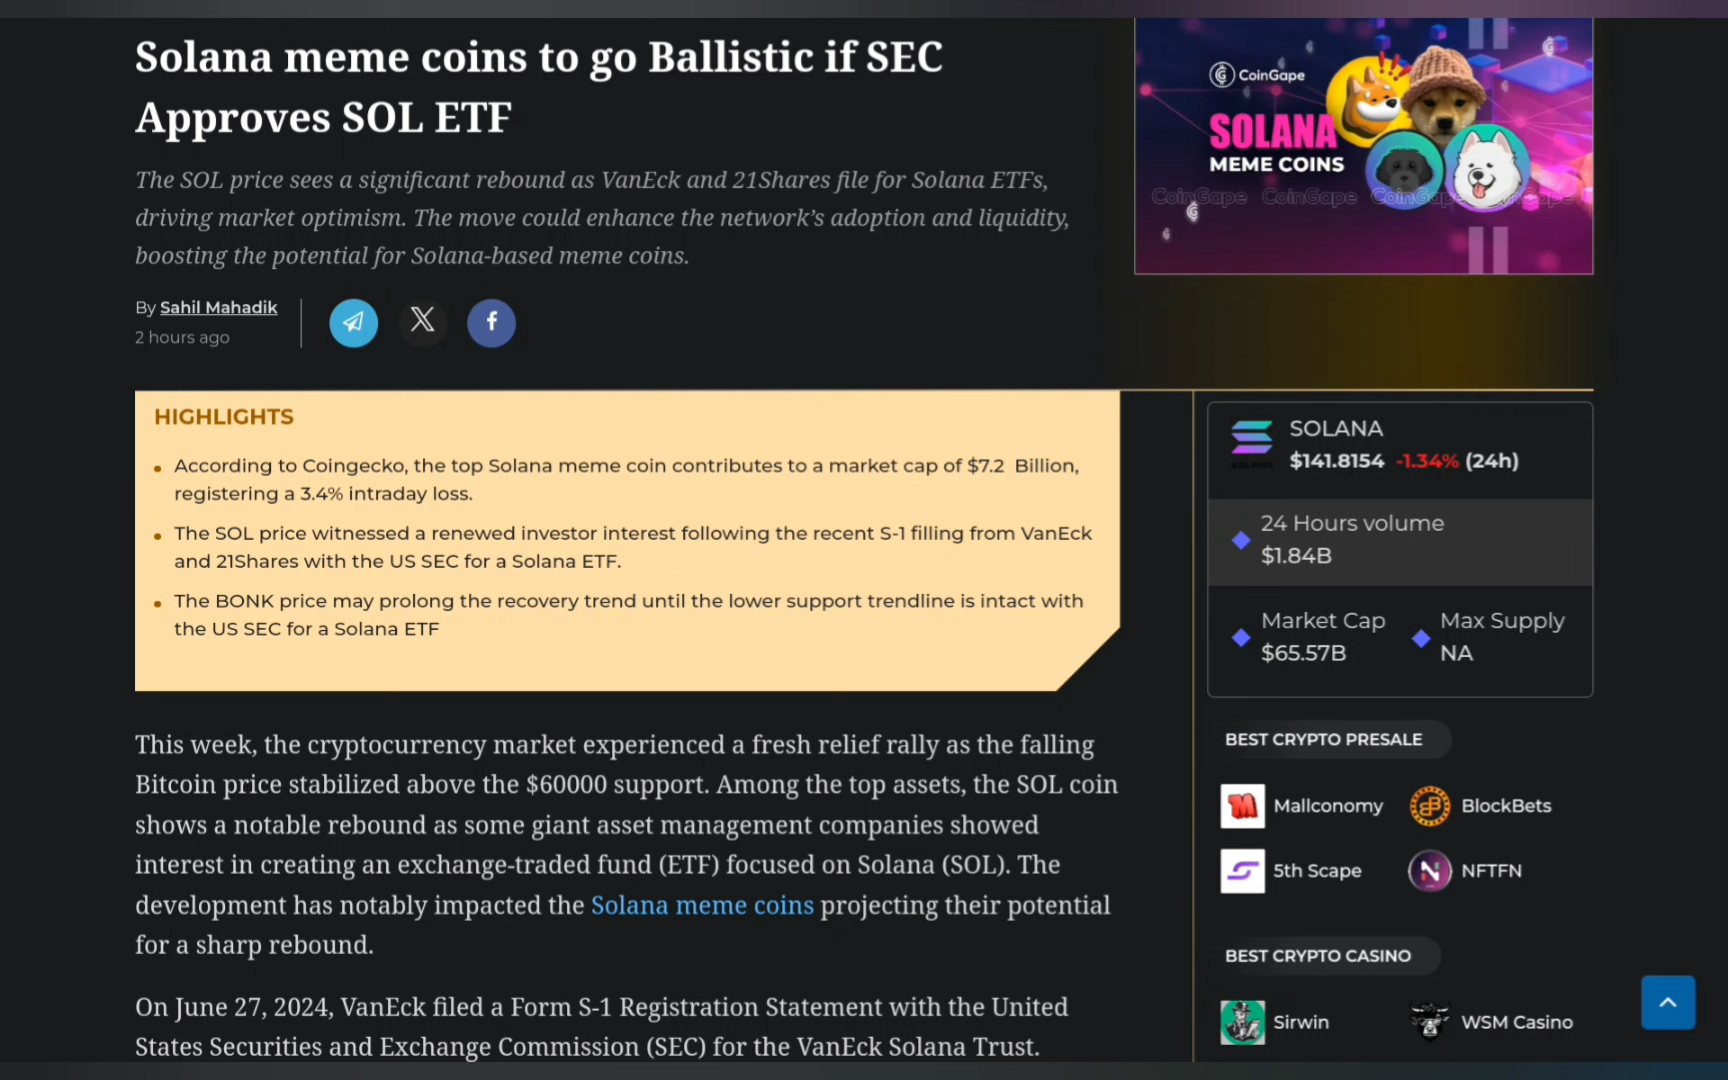 Solana meme coins to go Ballistic if SEC
Approves SOL ETF
The SOL price sees a significant rebound as VanEck and 21Shares file for Solana ETFs,
driving market optimism. The move could enhance the network’s adoption and liquidity,
boosting the potential for Solana-based meme coins.
By Sahil Mahadik
2 hours ago
CoinGape
SOLANA
MEME COINS
CoinGape CoinGape CoinGape CoinGape
HIGHLIGHTS
According to Coingecko, the top Solana meme coin contributes to a market cap of $7.2 Billion,
registering a 3.4% intraday loss.
The SOL price witnessed a renewed investor interest following the recent S-1 filling from VanEck
and 21Shares with the US SEC for a Solana ETF.
The BONK price may prolong the recovery trend until the lower support trendline is intact with
the US SEC for a Solana ETF
This week, the cryptocurrency market experienced a fresh relief rally as the falling
Bitcoin price stabilized above the $60000 support. Among the top assets, the SOL coin
shows a notable rebound as some giant asset management companies showed
interest in creating an exchange-traded fund (ETF) focused on Solana (SOL). The
development has notably impacted the Solana meme coins projecting their potential
for a sharp rebound.
On June 27, 2024, VanEck filed a Form S-1 Registration Statement with the United
States Securities and Exchange Commission (SEC) for the VanEck Solana Trust.
SOLANA
$141.8154 -1.34% (24h)
24 Hours volume
$1.84B
Market Cap
$65.57B
Max Supply
NA
BEST CRYPTO PRESALE
Mallconomy
BlockBets
5th Scape
NFTFN
BEST CRYPTO CASINO
Sirwin
WSM Casino